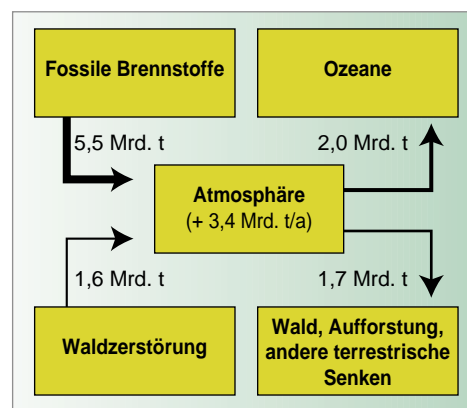 Fossile Brennstoffe
Ozeane
5,5 Mrd. t
2,0 Mrd. t
Atmosphäre
(+ 3,4 Mrd. t/a)
1,6 Mrd. t
1,7 Mrd. t
Waldzerstörung
Wald, Aufforstung,
andere terrestrische
Senken